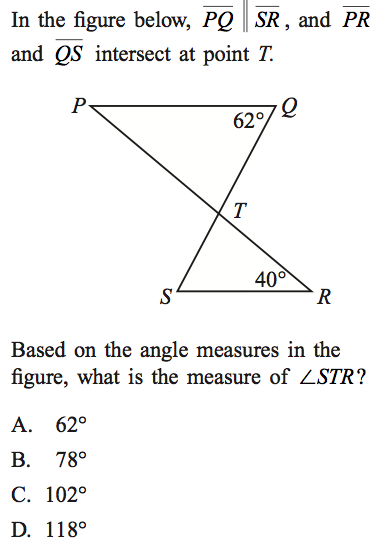 In the figure below, PQ ∥ SR, and PR
and QS intersect at point T.
P
Q
62°
T
40°
S
R
Based on the angle measures in the
figure, what is the measure of ∠STR?
A. 62°
B. 78°
C. 102°
D. 118°